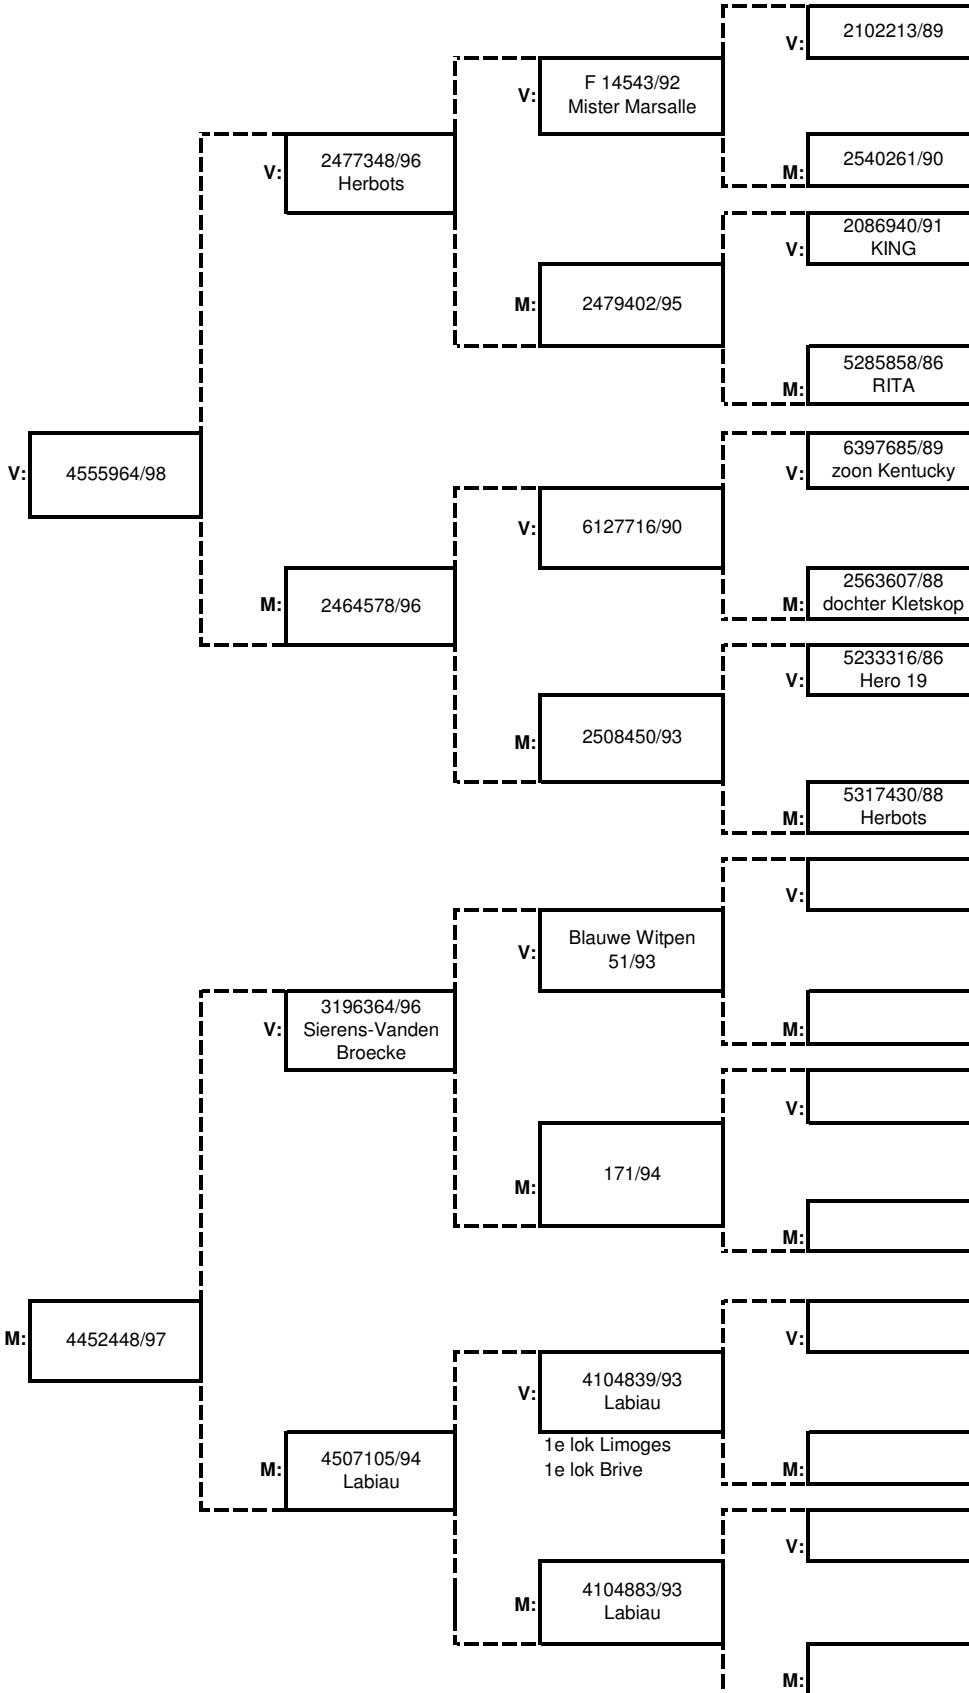 V:
2102213/89
V:
F 14543/92
Mister Marsalle
V:
2477348/96
Herbots
M:
2540261/90
V:
2086940/91
KING
M:
2479402/95
M:
5285858/86
RITA
V:
4555964/98
V:
6397685/89
zoon Kentucky
V:
6127716/90
M:
2464578/96
M:
2563607/88
dochter Kletskop
V:
5233316/86
Hero 19
M:
2508450/93
M:
5317430/88
Herbots
V:
V:
Blauwe Witpen
51/93
V:
3196364/96
Sierens-Vanden
Broecke
M:
V:
M:
171/94
M:
M:
4452448/97
V:
V:
4104839/93
Labiau
1e lok Limoges
1e lok Brive
M:
4507105/94
Labiau
M:
V:
M:
4104883/93
Labiau
M: